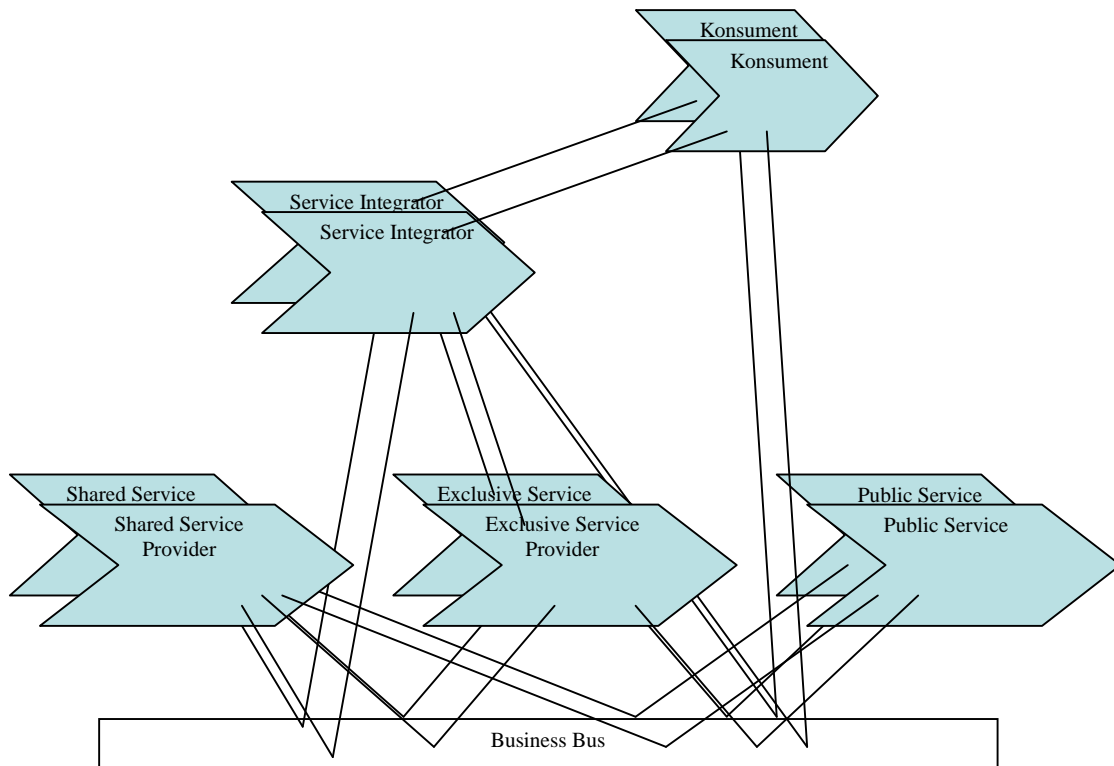 Konsument
Konsument
Service Integrator
Service Integrator
Shared Service
Shared Service
Provider
Exclusive Service
Exclusive Service
Provider
Public Service
Public Service
Business Bus